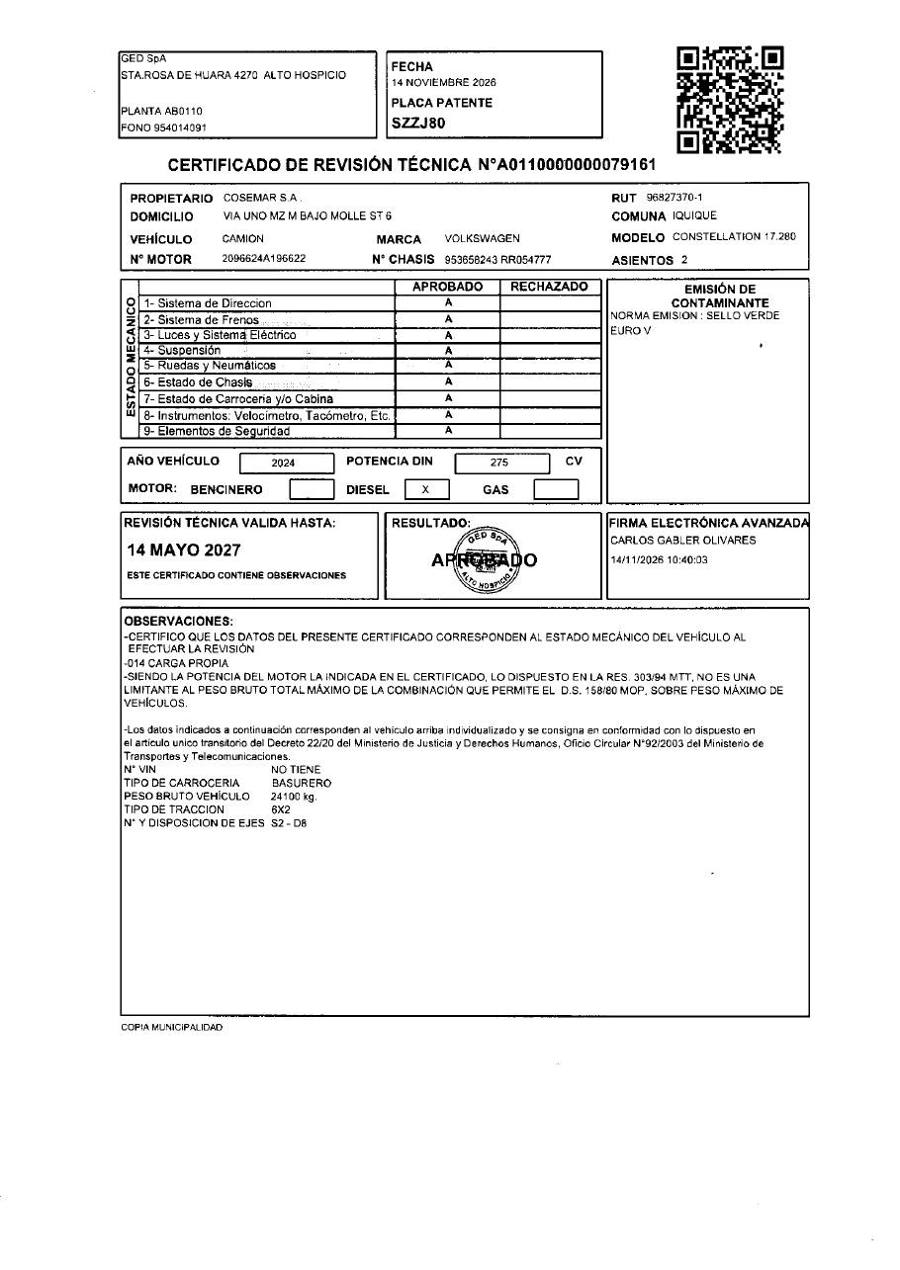 GED SpA
STA.ROSA DE HUARA 4270 ALTO HOSPICIO
PLANTA AB0110
FONO 954014091
FECHA
14 NOVIEMBRE 2026
PLACA PATENTE
SZZJ80
CERTIFICADO DE REVISIÓN TÉCNICA N°A0110000000079161
PROPIETARIO COSEMAR S.A. RUT 96827370-1
DOMICILIO VIA UNO MZ M BAJO MOLLE ST 6 COMUNA IQUIQUE
VEHÍCULO CAMION MARCA VOLKSWAGEN MODELO CONSTELLATION 17.280
N° MOTOR 2096624A196622 N° CHASIS 953658243 RR054777 ASIENTOS 2
ESTADO MECANICO
APROBADO RECHAZADO
1- Sistema de Direccion A
2- Sistema de Frenos A
3- Luces y Sistema Eléctrico A
4- Suspensión A
5- Ruedas y Neumáticos A
6- Estado de Chasis A
7- Estado de Carroceria y/o Cabina A
8- Instrumentos: Velocímetro, Tacómetro, Etc. A
9- Elementos de Seguridad A
EMISIÓN DE
CONTAMINANTE
NORMA EMISION : SELLO VERDE
EURO V
AÑO VEHÍCULO 2024 POTENCIA DIN 275 CV
MOTOR: BENCINERO DIESEL X GAS
REVISIÓN TÉCNICA VALIDA HASTA:
14 MAYO 2027
ESTE CERTIFICADO CONTIENE OBSERVACIONES
RESULTADO:
APROBADO
GED SpA
ALTO HOSPICIO
FIRMA ELECTRÓNICA AVANZADA
CARLOS GABLER OLIVARES
14/11/2026 10:40:03
OBSERVACIONES:
-CERTIFICO QUE LOS DATOS DEL PRESENTE CERTIFICADO CORRESPONDEN AL ESTADO MECÁNICO DEL VEHÍCULO AL
EFECTUAR LA REVISIÓN
-014 CARGA PROPIA
-SIENDO LA POTENCIA DEL MOTOR LA INDICADA EN EL CERTIFICADO, LO DISPUESTO EN LA RES. 303/94 MTT, NO ES UNA
LIMITANTE AL PESO BRUTO TOTAL MÁXIMO DE LA COMBINACIÓN QUE PERMITE EL D.S. 158/80 MOP, SOBRE PESO MÁXIMO DE
VEHÍCULOS.
-Los datos indicados a continuación corresponden al vehiculo arriba individualizado y se consigna en conformidad con lo dispuesto en
el articulo unico transitorio del Decreto 22/20 del Ministerio de Justicia y Derechos Humanos, Oficio Circular N°92/2003 del Ministerio de
Transportes y Telecomunicaciones.
N° VIN NO TIENE
TIPO DE CARROCERIA BASURERO
PESO BRUTO VEHÍCULO 24100 kg.
TIPO DE TRACCION 6X2
N° Y DISPOSICION DE EJES S2 - D8
COPIA MUNICIPALIDAD